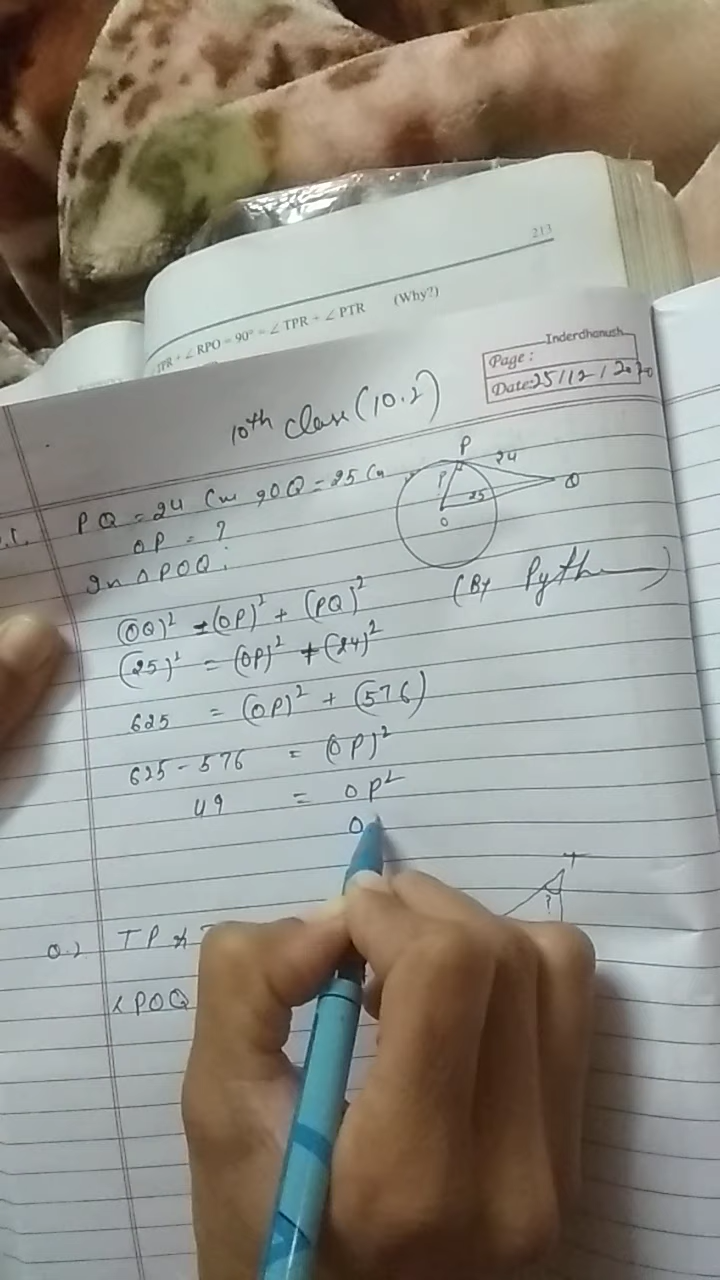 213
TPR + ∠ RPO = 90° = ∠ TPR + ∠ PTR (Why?)
Inderdhanush
Page :
Date: 25/12/2020
10th class (10.2)
P
24
Q
P
25
O
PQ = 24 Cm, OQ = 25 Cm
OP = ?
In △POQ ;
(OQ)² = (OP)² + (PQ)² (By Pyth
(25)² = (OP)² + (24)²
625 = (OP)² + (576)
625 - 576 = (OP)²
49 = OP²
O
T
?
Q.) TP
∠POQ